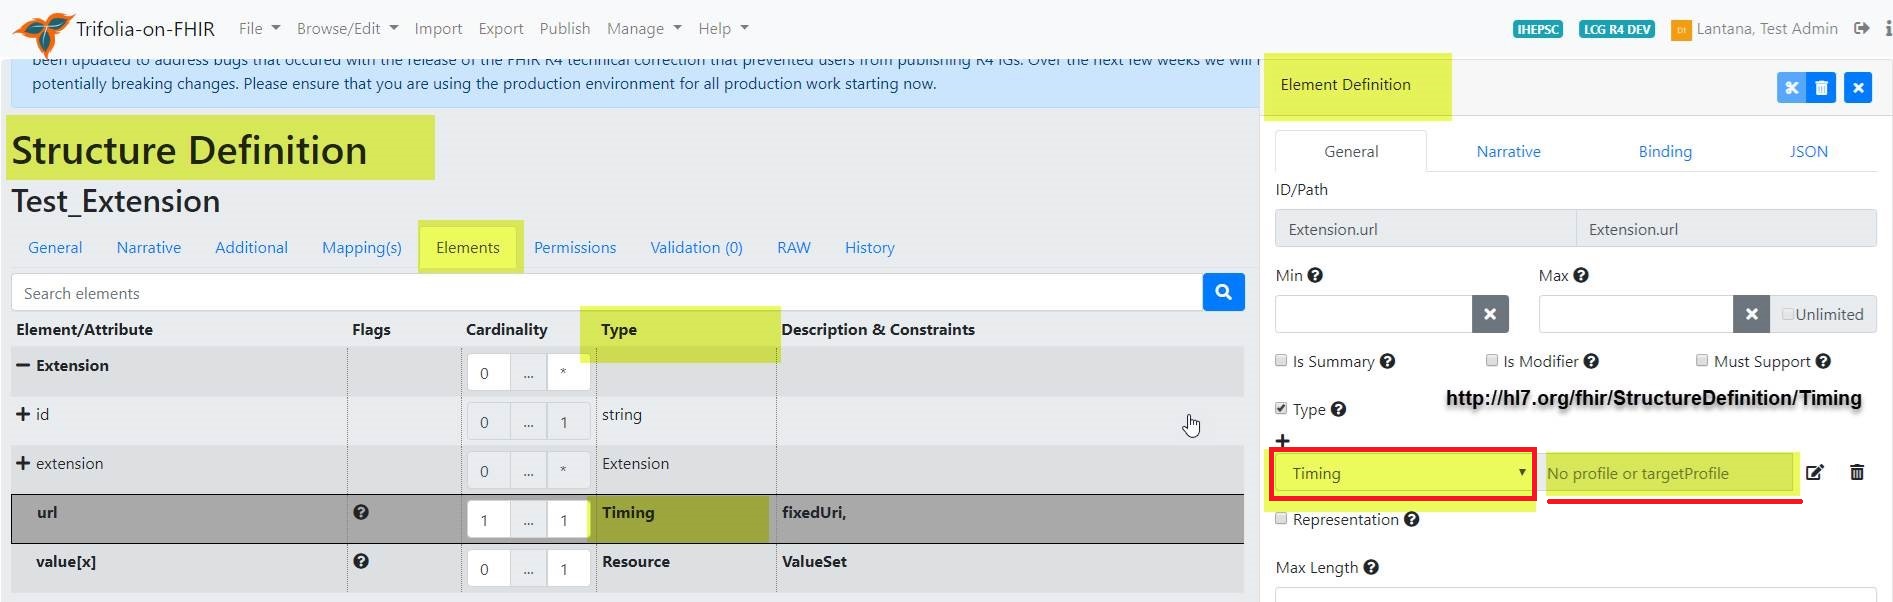 Trifolia-on-FHIR File Browse/Edit Import Export Publish Manage Help IHEPSC LCG R4 DEV Lantana, Test Admin
been updated to address bugs that occured with the release of the FHIR R4 technical correction that prevented users from publishing R4 IGs. Over the next few weeks we will
potentially breaking changes. Please ensure that you are using the production environment for all production work starting now.
Structure Definition
Test_Extension
General Narrative Additional Mapping(s) Elements Permissions Validation (0) RAW History
Search elements
Element/Attribute Flags Cardinality Type Description & Constraints
Extension 0 ... *
id 0 ... 1 string
extension 0 ... * Extension
url 1 ... 1 Timing fixedUri,
value[x] 0 ... 1 Resource ValueSet
Element Definition
General Narrative Binding JSON
ID/Path
Extension.url Extension.url
Min Max
Unlimited
Is Summary Is Modifier Must Support
http://hl7.org/fhir/StructureDefinition/Timing
Type
Timing No profile or targetProfile
Representation
Max Length